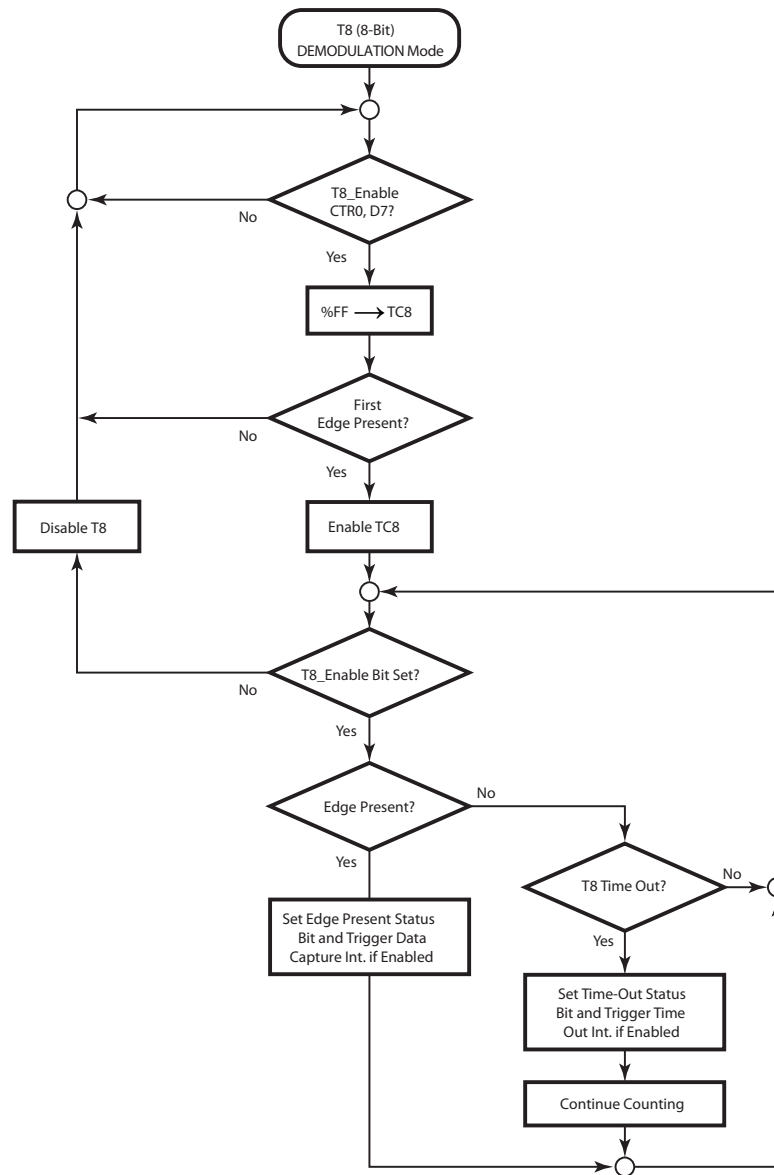 T8 (8-Bit)
DEMODULATION Mode
T8_Enable
CTR0, D7?
No
Yes
%FF → TC8
First
Edge Present?
No
Yes
Disable T8
Enable TC8
T8_Enable Bit Set?
No
Yes
Edge Present?
No
Yes
T8 Time Out?
No
Yes
Set Edge Present Status
Bit and Trigger Data
Capture Int. if Enabled
Set Time-Out Status
Bit and Trigger Time
Out Int. if Enabled
Continue Counting